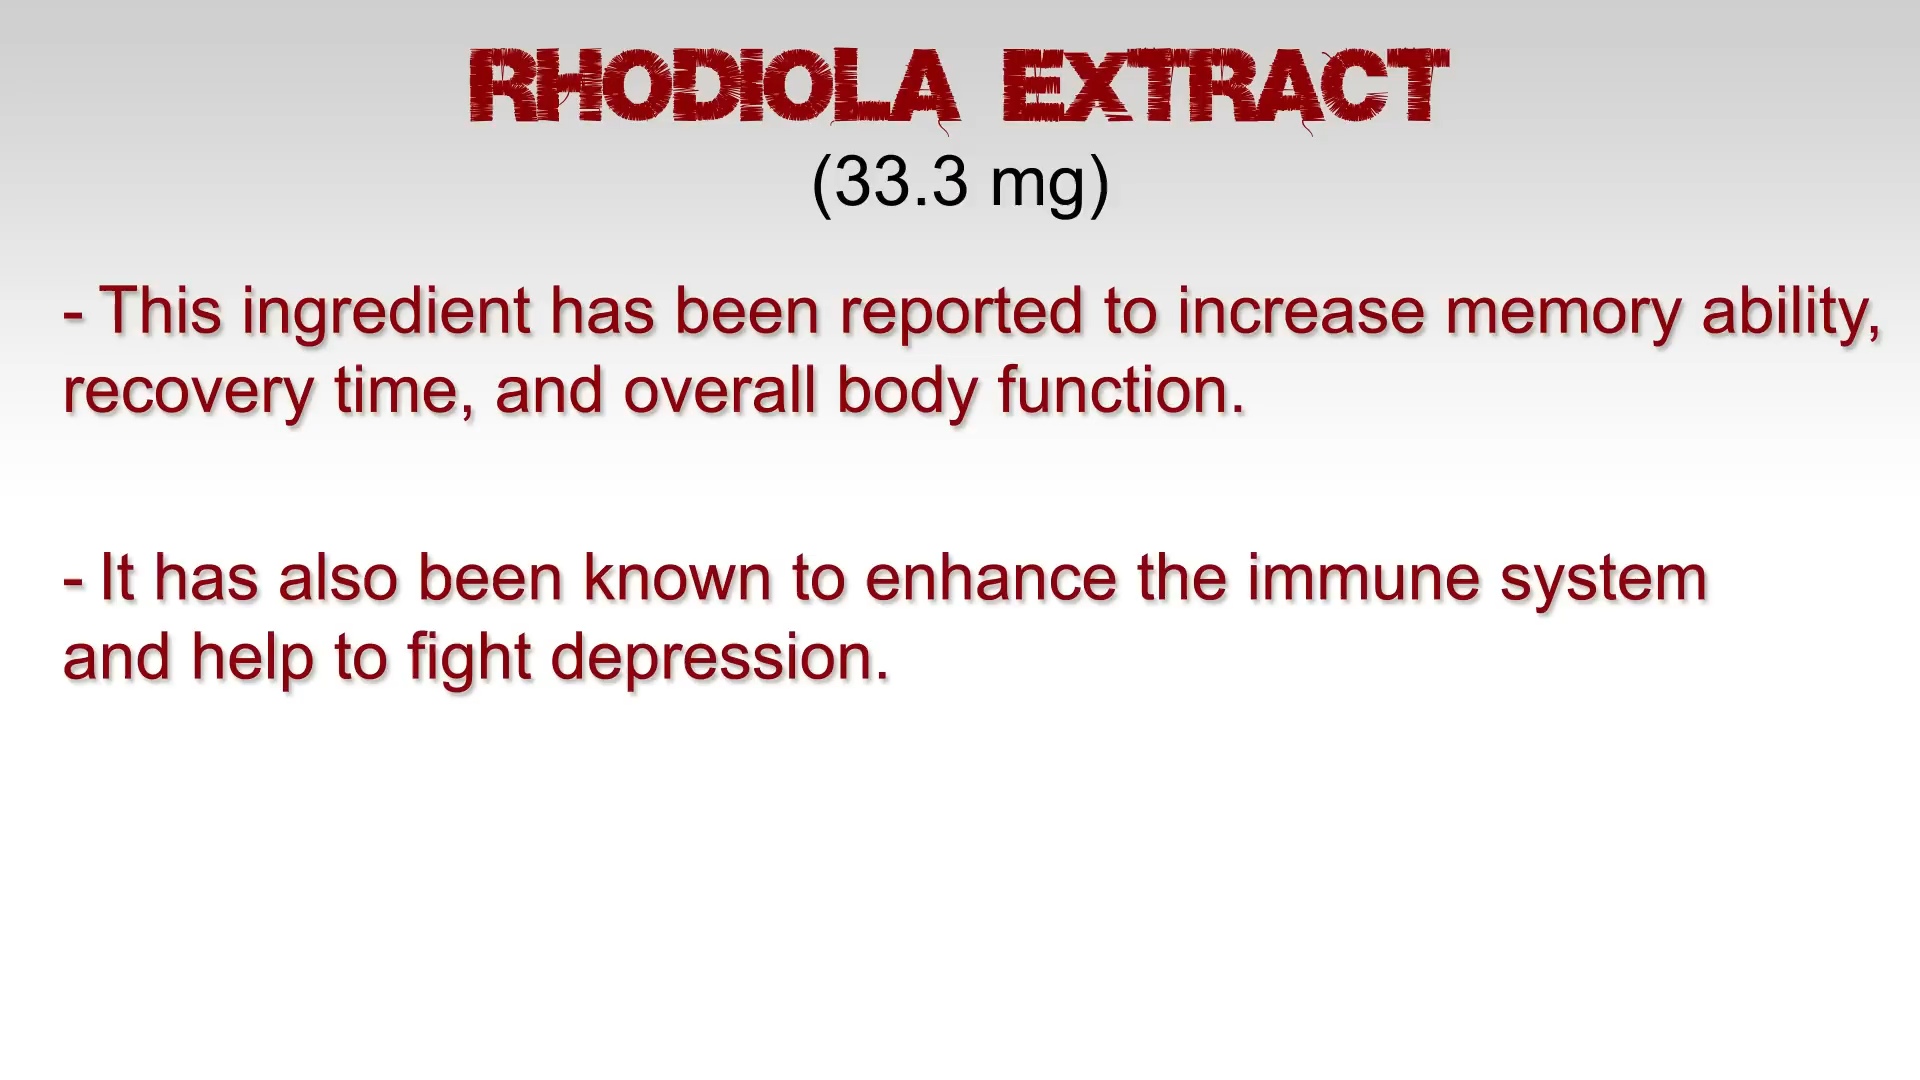 RHODIOLA EXTRACT
(33.3 mg)
- This ingredient has been reported to increase memory ability,
recovery time, and overall body function.
- It has also been known to enhance the immune system
and help to fight depression.